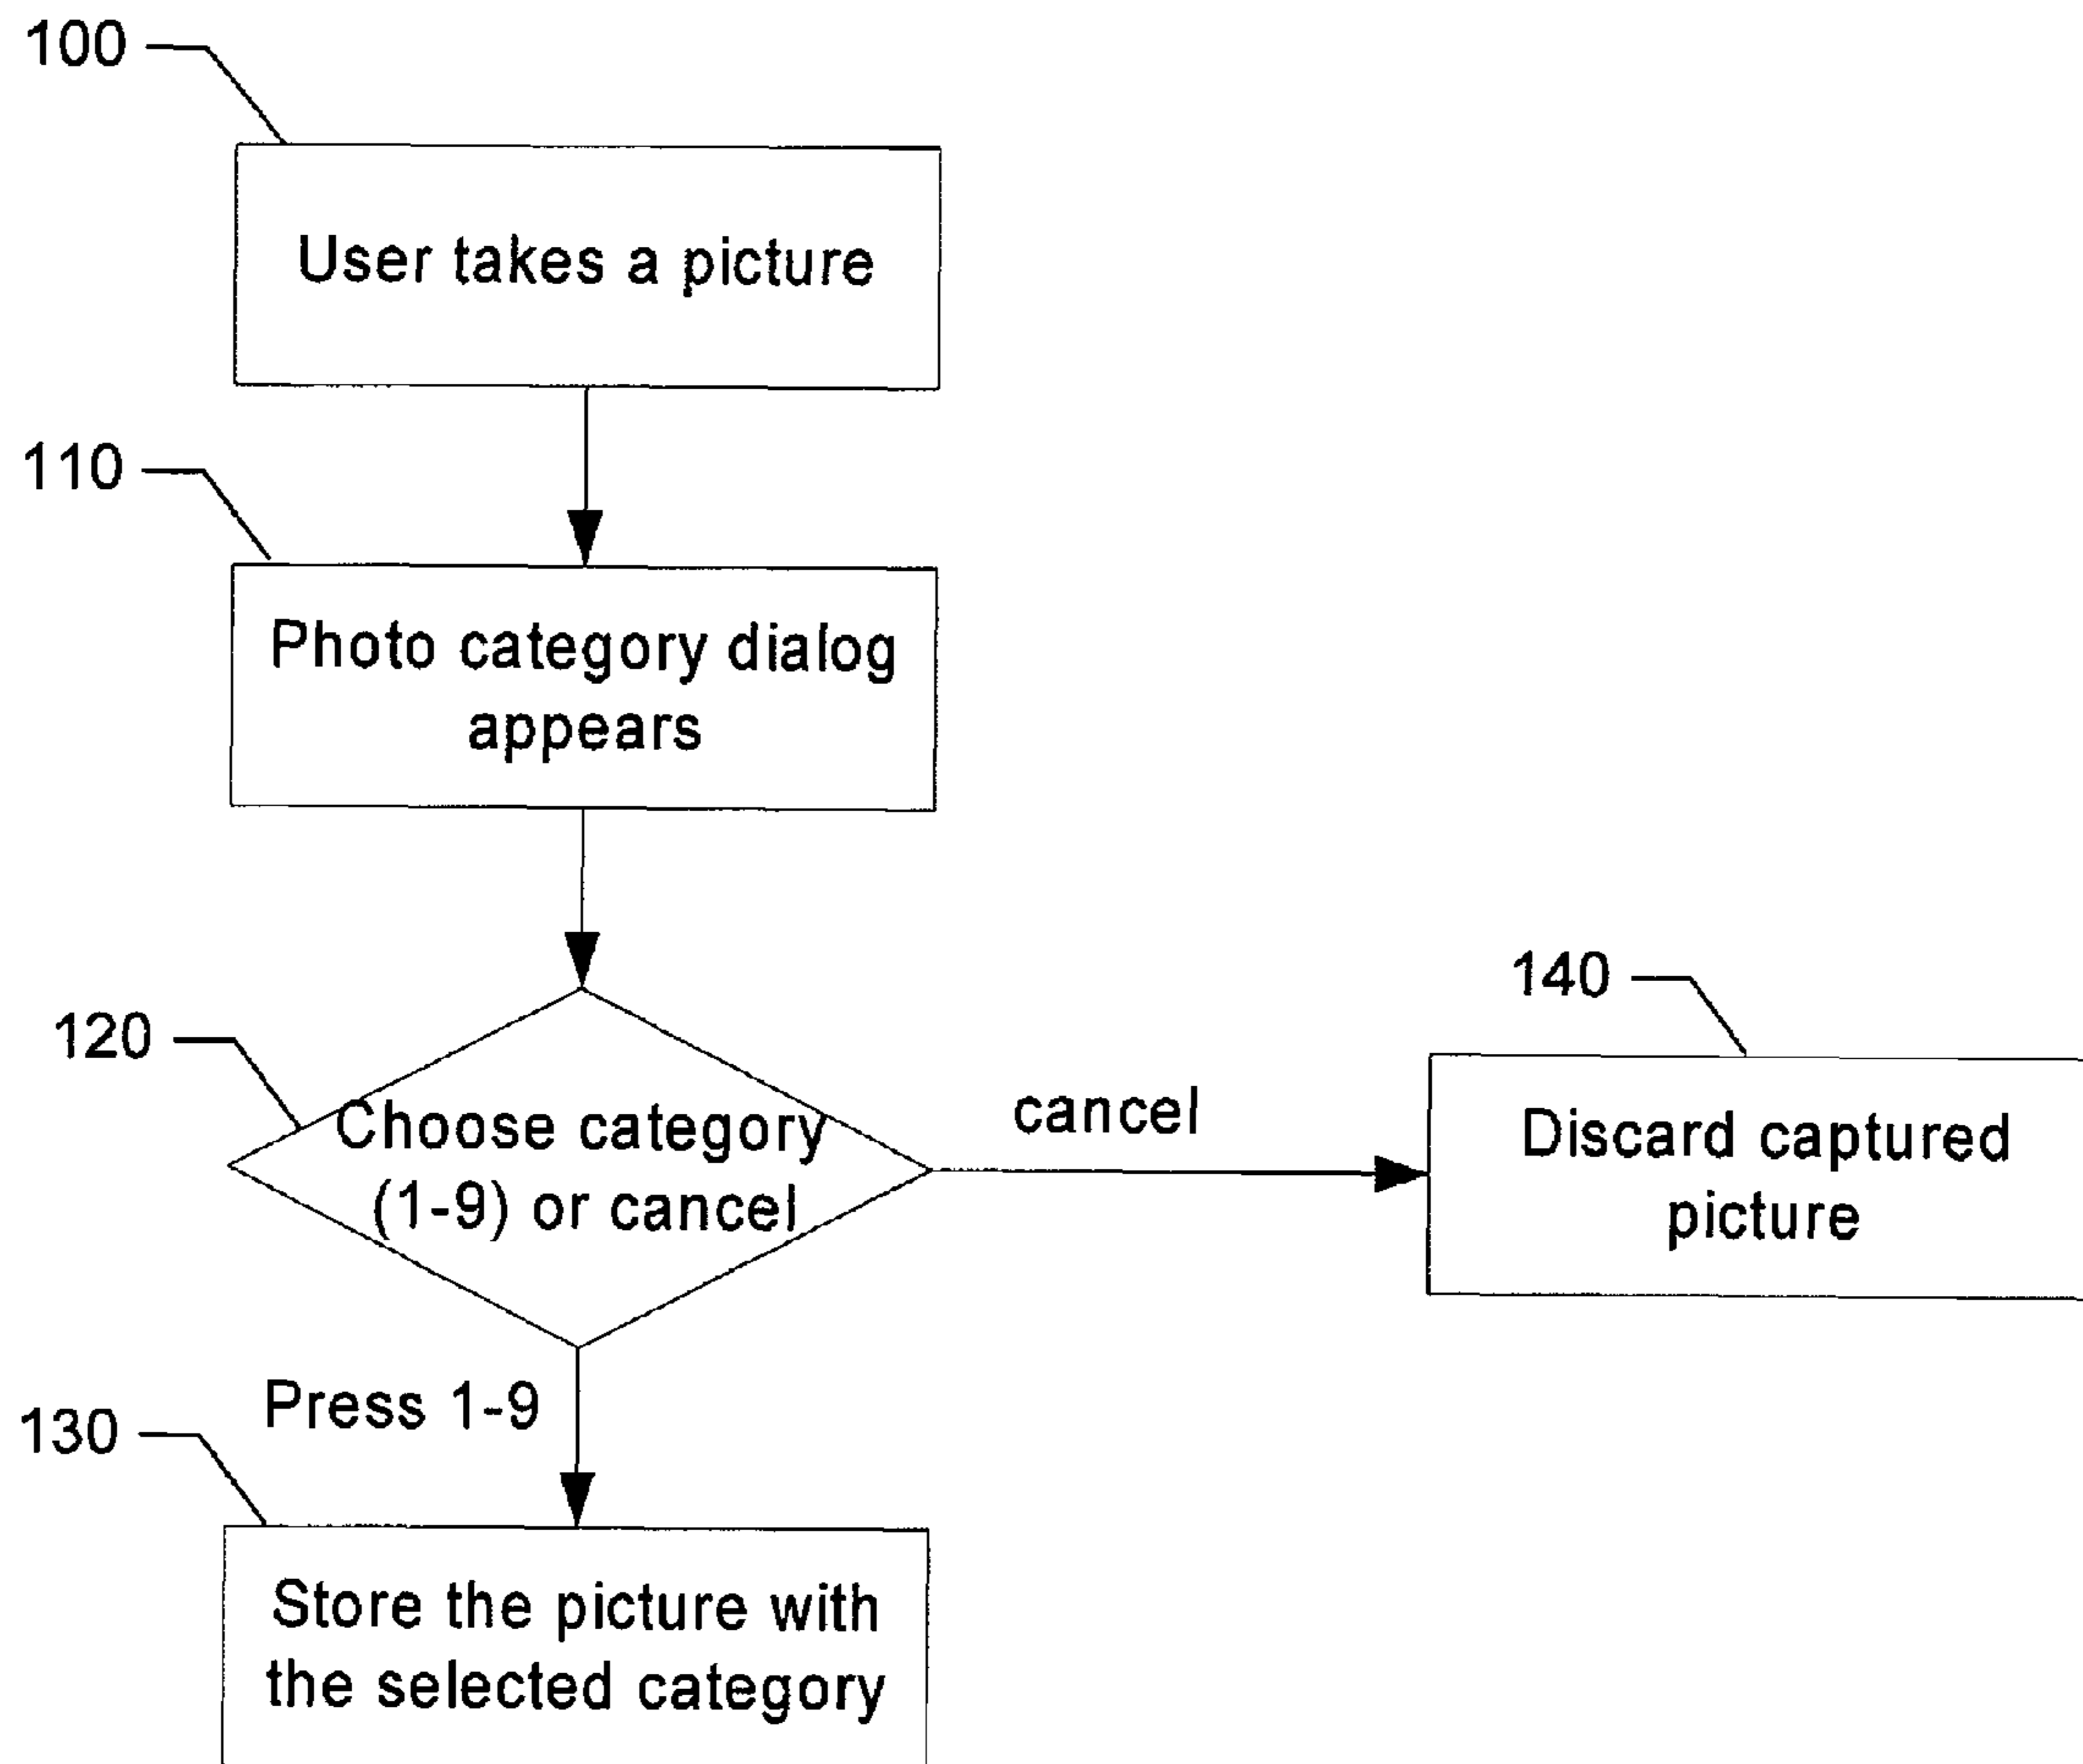 100
User takes a picture
110
Photo category dialog
appears
120
Choose category
(1-9) or cancel
cancel
140
Discard captured
picture
Press 1-9
130
Store the picture with
the selected category